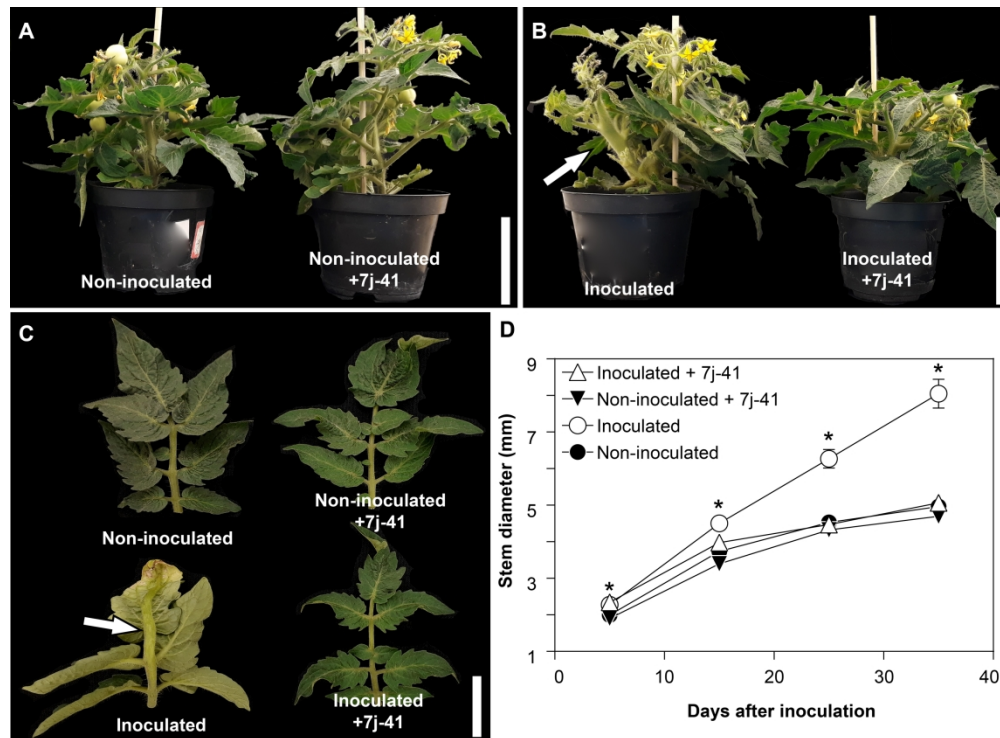 A
Non-inoculated
Non-inoculated
+7j-41
B
Inoculated
Inoculated
+7j-41
C
Non-inoculated
Non-inoculated
+7j-41
Inoculated
Inoculated
+7j-41
D
Stem diameter (mm)
9
7
5
3
1
Inoculated + 7j-41
Non-inoculated + 7j-41
Inoculated
Non-inoculated
*
*
*
*
0
10
20
30
40
Days after inoculation